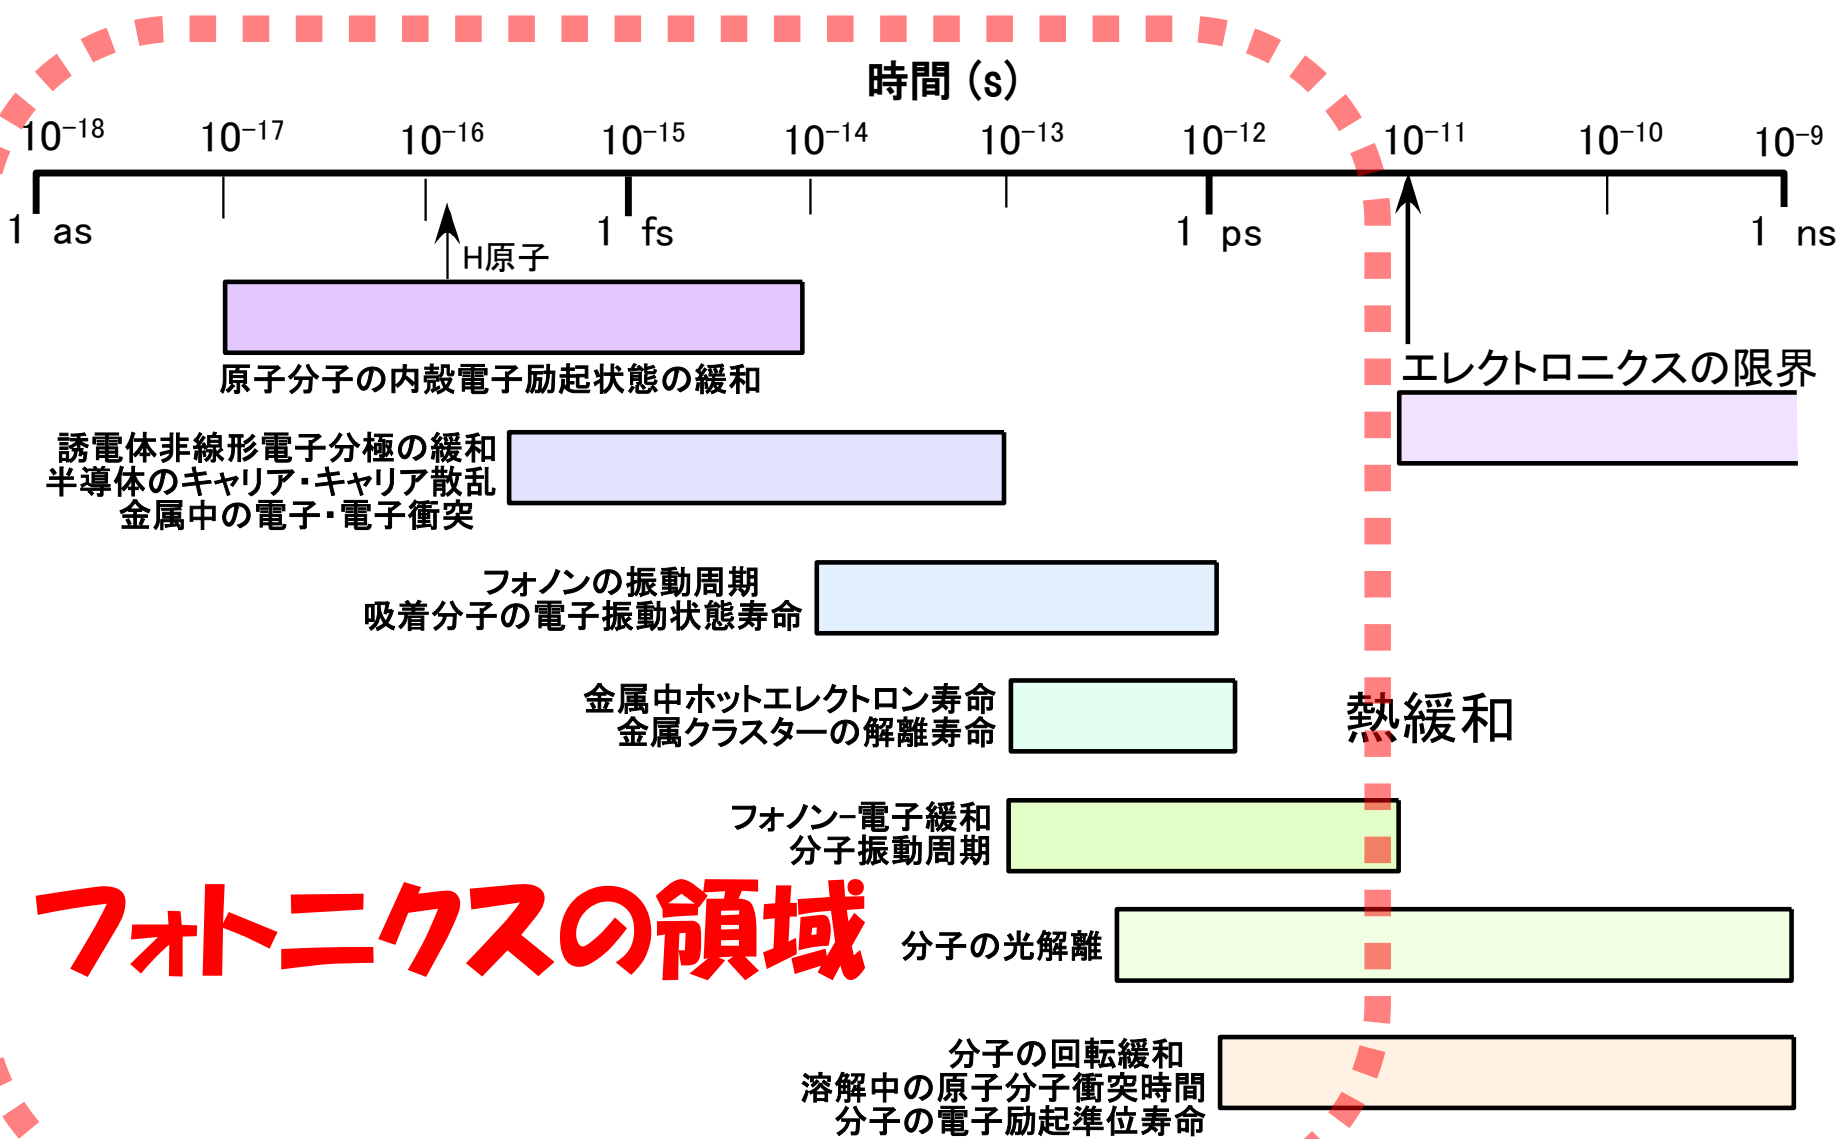 時間 (s)
10⁻¹⁸ 10⁻¹⁷ 10⁻¹⁶ 10⁻¹⁵ 10⁻¹⁴ 10⁻¹³ 10⁻¹² 10⁻¹¹ 10⁻¹⁰ 10⁻⁹
1 as 1 fs 1 ps 1 ns
H原子
原子分子の内殻電子励起状態の緩和
エレクトロニクスの限界
誘電体非線形電子分極の緩和
半導体のキャリア・キャリア散乱
金属中の電子・電子衝突
フォノンの振動周期
吸着分子の電子振動状態寿命
金属中ホットエレクトロン寿命
金属クラスターの解離寿命
熱緩和
フォノン-電子緩和
分子振動周期
フォトニクスの領域
分子の光解離
分子の回転緩和
溶解中の原子分子衝突時間
分子の電子励起準位寿命